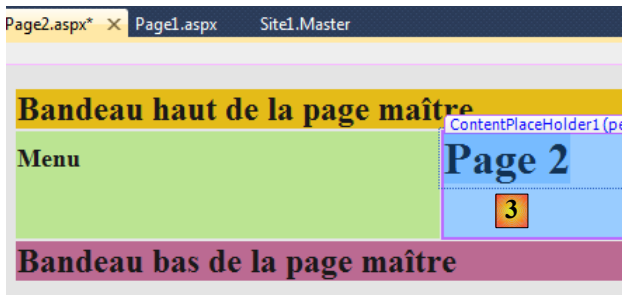 Page2.aspx* × Page1.aspx Site1.Master
Bandeau haut de la page maître
ContentPlaceHolder1 (pe
Menu
Page 2
3
Bandeau bas de la page maître